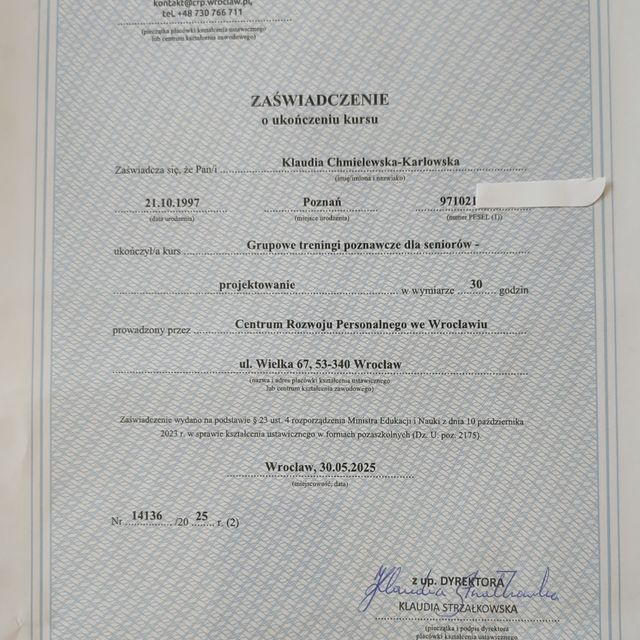 kontakt@crp.wroclaw.pl,
tel. +48 730 766 711
(pieczątka placówki kształcenia ustawicznego
lub centrum kształcenia zawodowego)
ZAŚWIADCZENIE
o ukończeniu kursu
Zaświadcza się, że Pan/i Klaudia Chmielewska-Karłowska
(imię/imiona i nazwisko)
21.10.1997 Poznań 971021
(data urodzenia) (miejsce urodzenia) (numer PESEL (1))
ukończył/a kurs Grupowe treningi poznawcze dla seniorów -
projektowanie w wymiarze 30 godzin
prowadzony przez Centrum Rozwoju Personalnego we Wrocławiu
ul. Wielka 67, 53-340 Wrocław
(nazwa i adres placówki kształcenia ustawicznego
lub centrum kształcenia zawodowego)
Zaświadczenie wydano na podstawie § 23 ust. 4 rozporządzenia Ministra Edukacji i Nauki z dnia 10 października
2023 r. w sprawie kształcenia ustawicznego w formach pozaszkolnych (Dz. U. poz. 2175)
Wrocław, 30.05.2025
(miejscowość, data)
Nr 14136 /20 25 r. (2)
z up. DYREKTORA
Klaudia Strzałkowska
KLAUDIA STRZAŁKOWSKA
(pieczątka i podpis dyrektora
placówki kształcenia ustawicznego